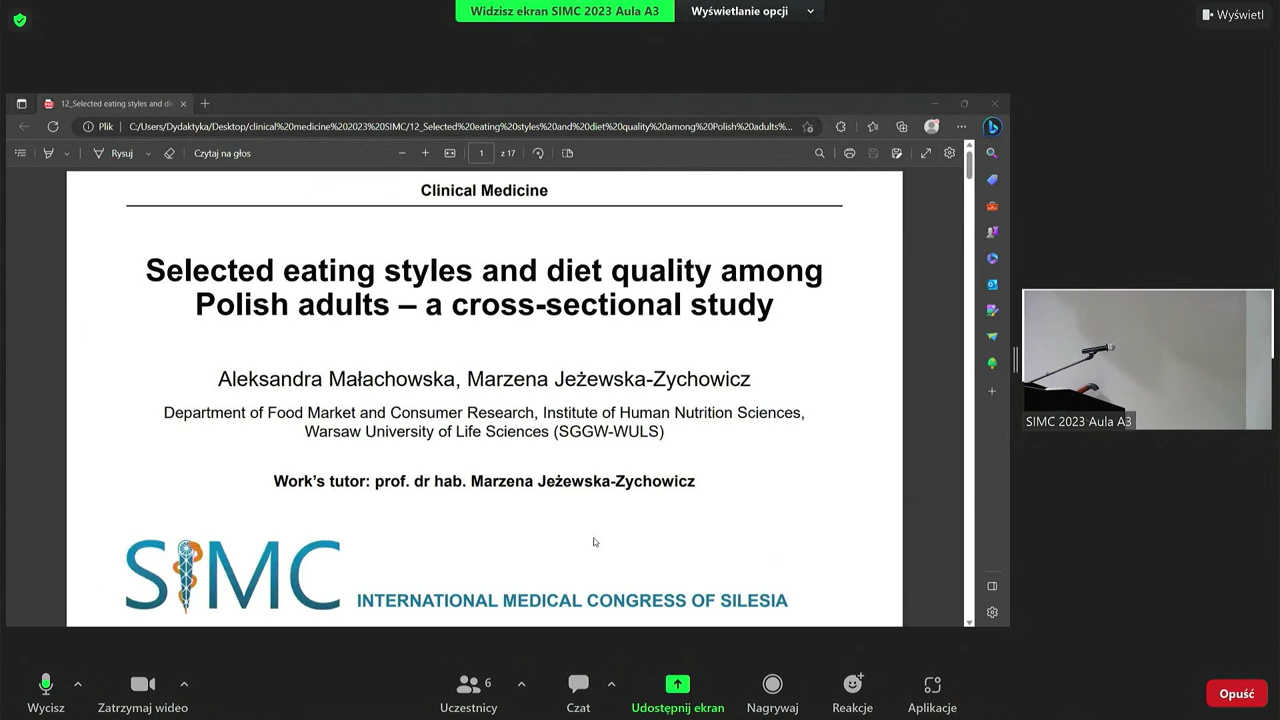 Widzisz ekran SIMC 2023 Aula A3
Wyświetlanie opcji
Wyświetl
12_Selected eating styles and di
Plik
C:/Users/Dydaktyka/Desktop/clinical%20medicine%202023%20SIMC/12_Selected%20eating%20styles%20and%20diet%20quality%20among%20Polish%20adults%...
Rysuj
Czytaj na głos
1
z 17
Clinical Medicine
Selected eating styles and diet quality among
Polish adults – a cross-sectional study
Aleksandra Małachowska, Marzena Jeżewska-Zychowicz
Department of Food Market and Consumer Research, Institute of Human Nutrition Sciences,
Warsaw University of Life Sciences (SGGW-WULS)
Work's tutor: prof. dr hab. Marzena Jeżewska-Zychowicz
SIMC
INTERNATIONAL MEDICAL CONGRESS OF SILESIA
SIMC 2023 Aula A3
Wycisz
Zatrzymaj wideo
6
Uczestnicy
Czat
Udostępnij ekran
Nagrywaj
Reakcje
Aplikacje
Opuść